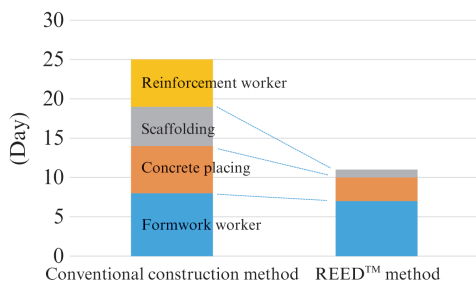 30
25
20
15
10
5
0
(Day)
Reinforcement worker
Scaffolding
Concrete placing
Formwork worker
Conventional construction method
REED™ method